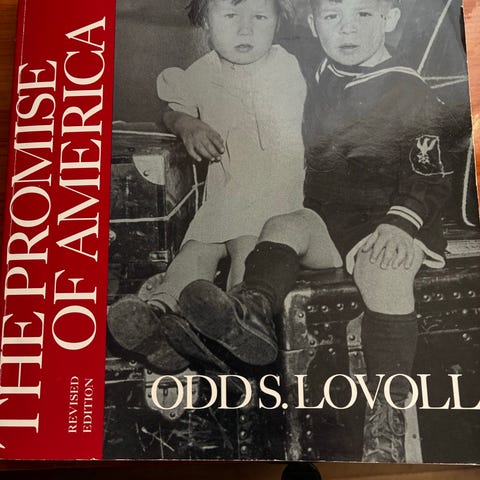 THE PROMISE
OF AMERICA
REVISED
EDITION
ODD S. LOVOLL